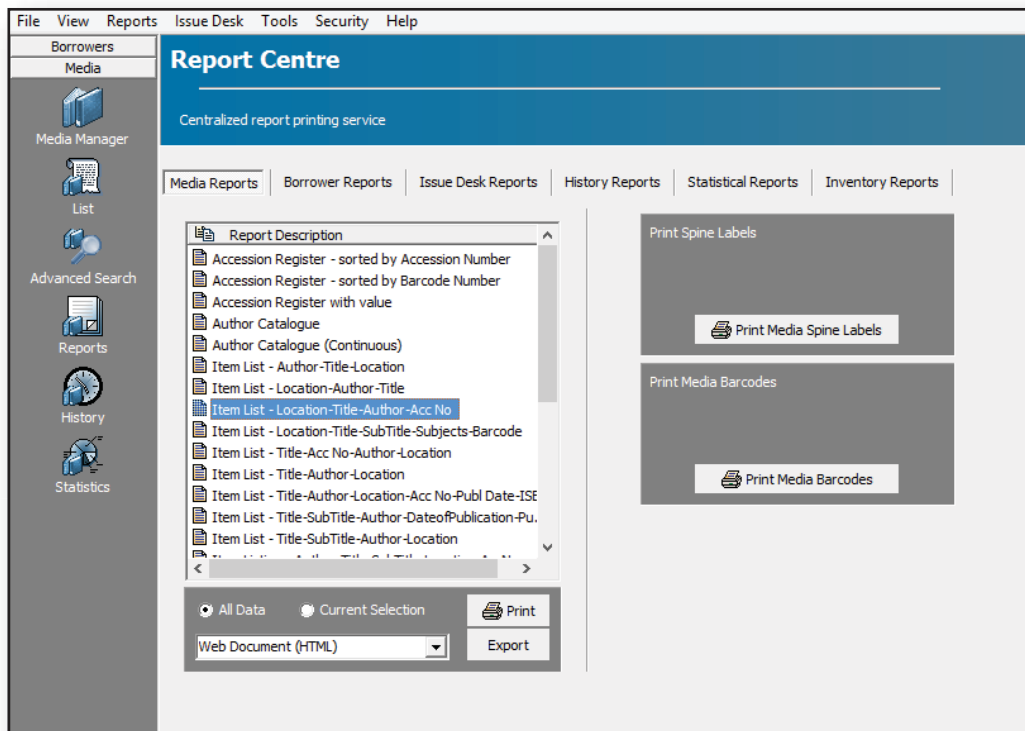 File View Reports Issue Desk Tools Security Help
Borrowers
Media
Media Manager
List
Advanced Search
Reports
History
Statistics
Report Centre
Centralized report printing service
Media Reports Borrower Reports Issue Desk Reports History Reports Statistical Reports Inventory Reports
Report Description
Accession Register - sorted by Accession Number
Accession Register - sorted by Barcode Number
Accession Register with value
Author Catalogue
Author Catalogue (Continuous)
Item List - Author-Title-Location
Item List - Location-Author-Title
Item List - Location-Title-Author-Acc No
Item List - Location-Title-SubTitle-Subjects-Barcode
Item List - Title-Acc No-Author-Location
Item List - Title-Author-Location
Item List - Title-Author-Location-Acc No-Publ Date-ISB
Item List - Title-SubTitle-Author-DateofPublication-Pu.
Item List - Title-SubTitle-Author-Location
All Data Current Selection
Print
Web Document (HTML)
Export
Print Spine Labels
Print Media Spine Labels
Print Media Barcodes
Print Media Barcodes